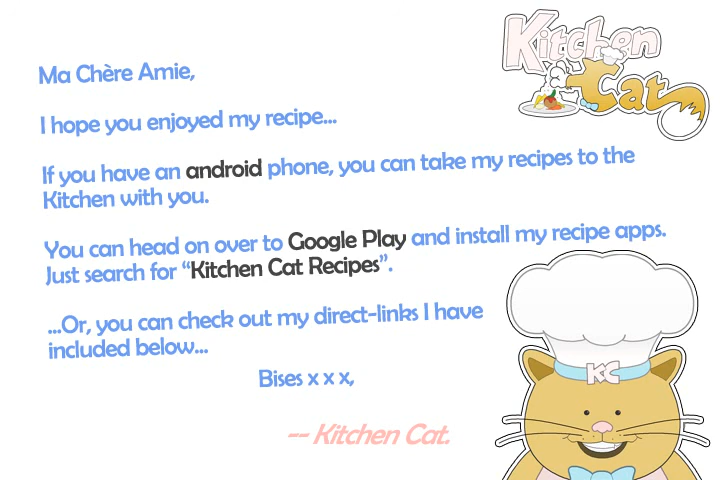 Kitchen
Cat
Ma Chère Amie,
I hope you enjoyed my recipe...
If you have an android phone, you can take my recipes to the
Kitchen with you.
You can head on over to Google Play and install my recipe apps.
Just search for “Kitchen Cat Recipes”.
...Or, you can check out my direct-links I have
included below...
Bises x x x,
-- Kitchen Cat.
KC